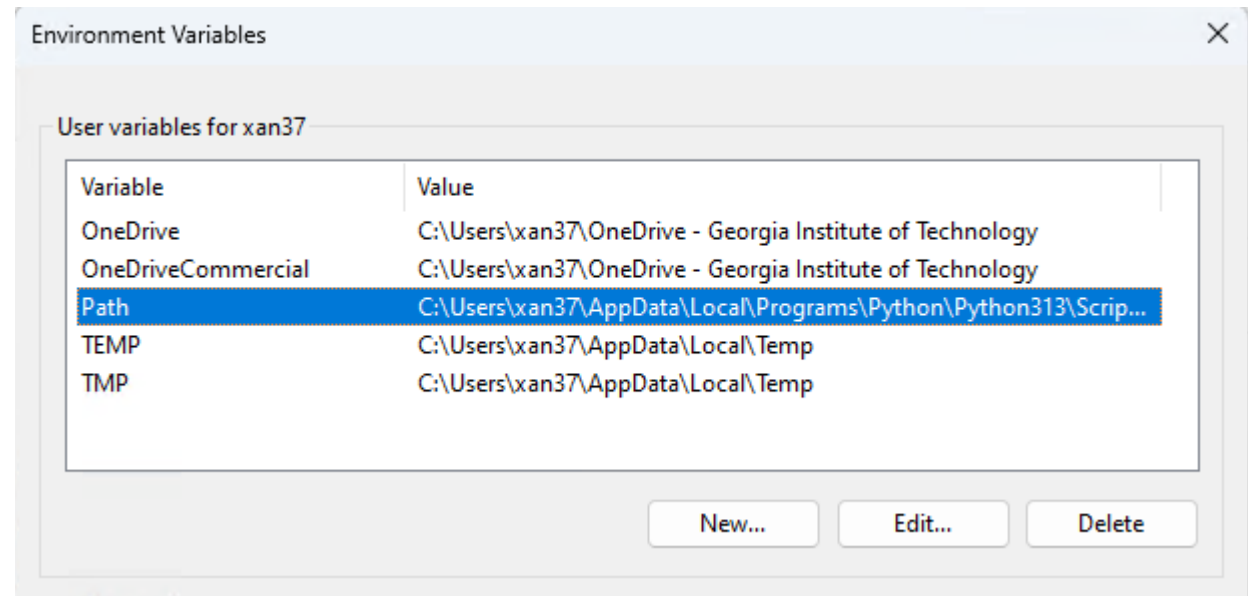 Environment Variables
User variables for xan37
Variable Value
OneDrive C:\Users\xan37\OneDrive - Georgia Institute of Technology
OneDriveCommercial C:\Users\xan37\OneDrive - Georgia Institute of Technology
Path C:\Users\xan37\AppData\Local\Programs\Python\Python313\Scrip...
TEMP C:\Users\xan37\AppData\Local\Temp
TMP C:\Users\xan37\AppData\Local\Temp
New... Edit... Delete